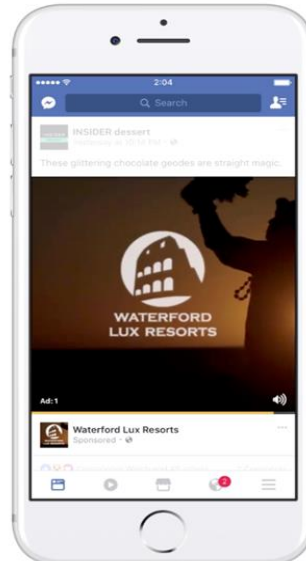 2:04
Search
INSIDER dessert
These glittering chocolate geodes are straight magic.
WATERFORD
LUX RESORTS
Ad: 1
Waterford Lux Resorts
Sponsored ·
2